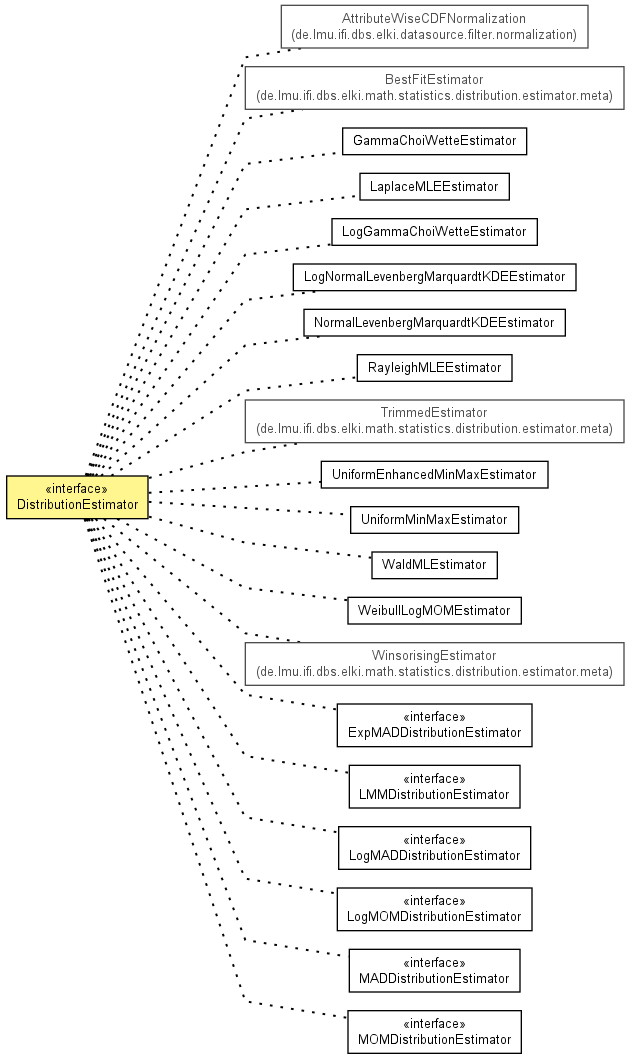 AttributeWiseCDFNormalization
(de.lmu.ifi.dbs.elki.datasource.filter.normalization)
BestFitEstimator
(de.lmu.ifi.dbs.elki.math.statistics.distribution.estimator.meta)
GammaChoiWetteEstimator
LaplaceMLEEstimator
LogGammaChoiWetteEstimator
LogNormalLevenbergMarquardtKDEEstimator
NormalLevenbergMarquardtKDEEstimator
RayleighMLEEstimator
TrimmedEstimator
(de.lmu.ifi.dbs.elki.math.statistics.distribution.estimator.meta)
«interface»
DistributionEstimator
UniformEnhancedMinMaxEstimator
UniformMinMaxEstimator
WaldMLEstimator
WeibullLogMOMEstimator
WinsorisingEstimator
(de.lmu.ifi.dbs.elki.math.statistics.distribution.estimator.meta)
«interface»
ExpMADDistributionEstimator
«interface»
LMMDistributionEstimator
«interface»
LogMADDistributionEstimator
«interface»
LogMOMDistributionEstimator
«interface»
MADDistributionEstimator
«interface»
MOMDistributionEstimator